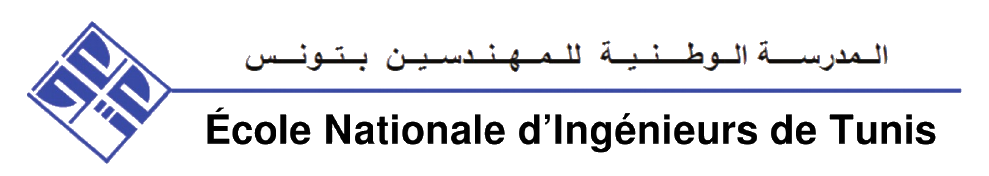 المدرسة الوطنية للمهندسين بتونس
École Nationale d’Ingénieurs de Tunis